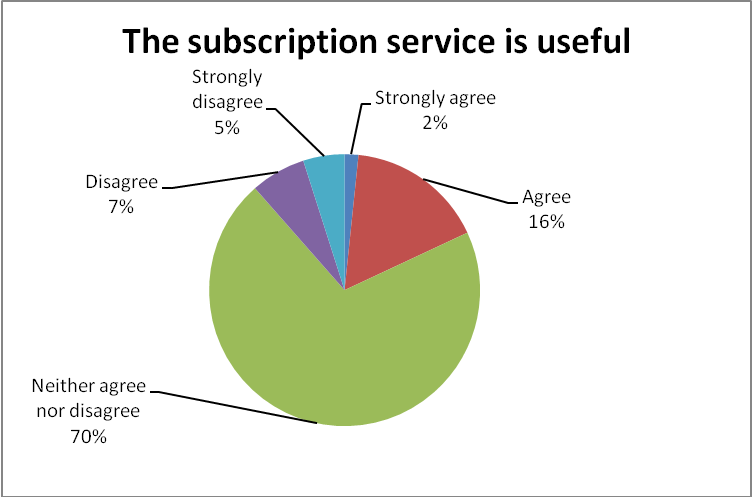 The subscription service is useful
Strongly
disagree
5%
Strongly agree
2%
Disagree
7%
Agree
16%
Neither agree
nor disagree
70%